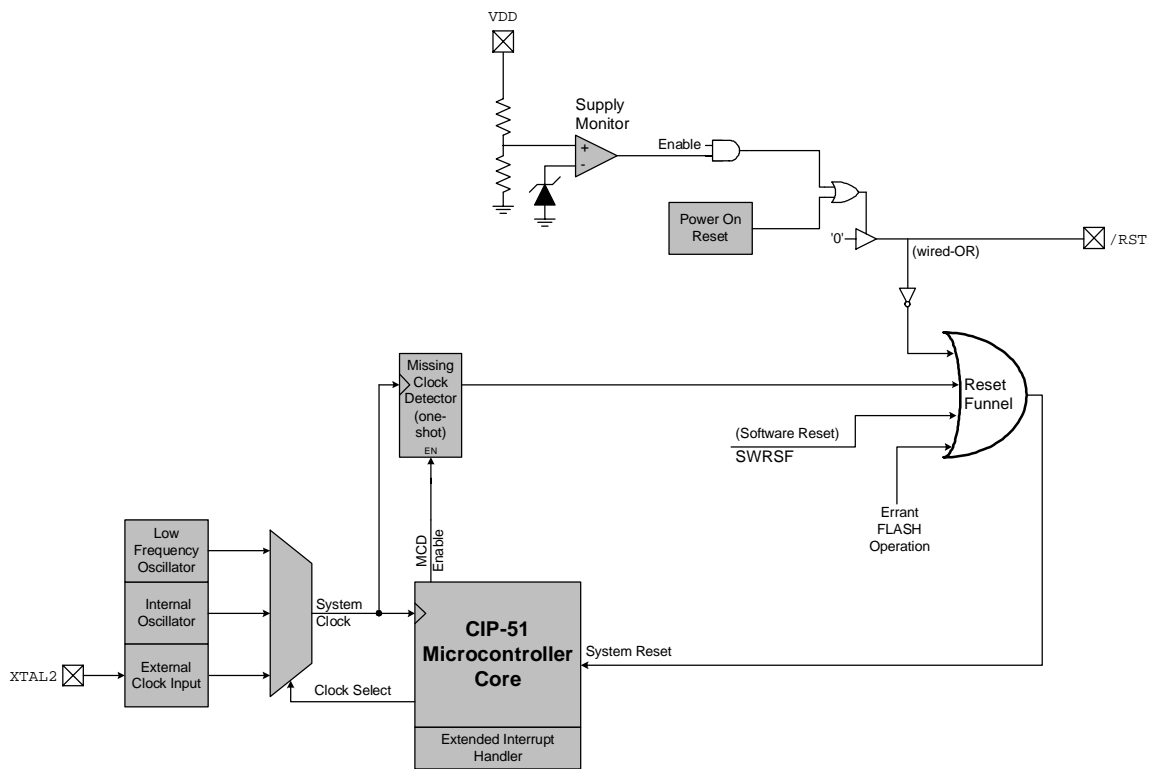 VDD
Supply
Monitor
+
-
Enable
Power On
Reset
'0'
/RST
(wired-OR)
Missing
Clock
Detector
(one-
shot)
EN
Reset
Funnel
(Software Reset)
SWRSF
Errant
FLASH
Operation
Low
Frequency
Oscillator
Internal
Oscillator
External
Clock Input
XTAL2
System
Clock
MCD
Enable
Clock Select
CIP-51
Microcontroller
Core
System Reset
Extended Interrupt
Handler